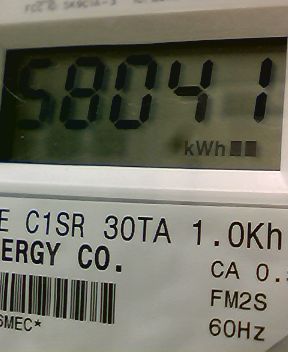 58041
kWh
E C1SR 30TA 1.0Kh
ERGY CO.
CA 0.
FM2S
SMEC*
60Hz